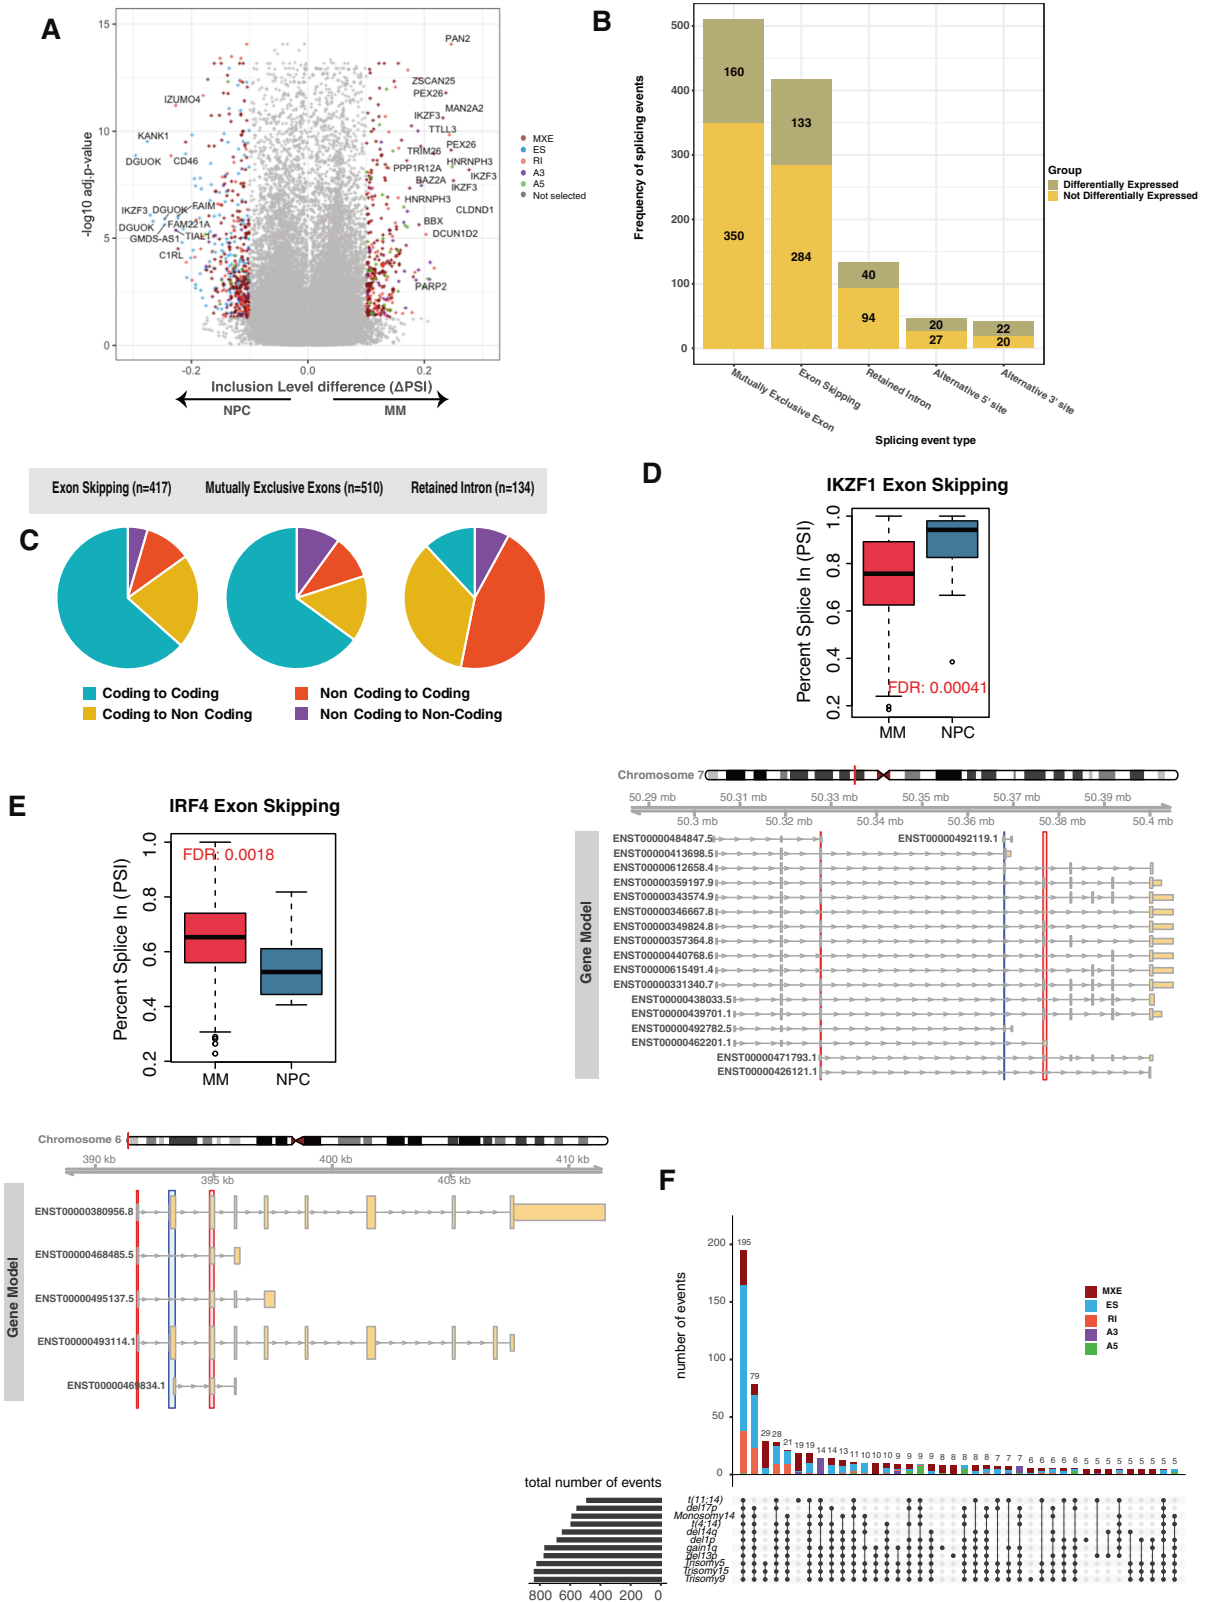 A
15
10
5
0
-log10 adj.p-value
PAN2
ZSCAN25
PEX26
IZUMO4
MAN2A2
IKZF3
TTLL3
KANK1
PEX26
TRIM26
DGUOK
CD46
HNRNPH3
PPP1R12A
IKZF3
BAZ2A
IKZF3
HNRNPH3
IKZF3
DGUOK
FAIM
CLDND1
DGUOK
FAM221A
BBX
GMDS-AS1
TIAL1
DCUN1D2
C1RL
PARP2
-0.2
0.0
0.2
Inclusion Level difference (ΔPSI)
NPC
MM
MXE
ES
RI
A3
A5
Not selected
B
500
400
300
200
100
0
Frequency of splicing events
160
350
133
284
40
94
20
27
22
20
Mutually Exclusive Exon
Exon Skipping
Retained Intron
Alternative 5' site
Alternative 3' site
Splicing event type
Group
Differentially Expressed
Not Differentially Expressed
Exon Skipping (n=417)
Mutually Exclusive Exons (n=510)
Retained Intron (n=134)
C
Coding to Coding
Non Coding to Coding
Coding to Non Coding
Non Coding to Non-Coding
D
IKZF1 Exon Skipping
Percent Splice In (PSI)
1.0
0.8
0.6
0.4
0.2
FDR: 0.00041
MM
NPC
Chromosome 7
50.29 mb
50.31 mb
50.33 mb
50.35 mb
50.37 mb
50.39 mb
50.3 mb
50.32 mb
50.34 mb
50.36 mb
50.38 mb
50.4 mb
Gene Model
ENST00000484847.5
ENST00000492119.1
ENST00000413698.5
ENST00000612658.4
ENST00000359197.9
ENST00000343574.9
ENST00000346667.8
ENST00000349824.8
ENST00000357364.8
ENST00000440768.6
ENST00000615491.4
ENST00000331340.7
ENST00000438033.5
ENST00000439701.1
ENST00000492782.5
ENST00000462201.1
ENST00000471793.1
ENST00000426121.1
E
IRF4 Exon Skipping
Percent Splice In (PSI)
1.0
0.8
0.6
0.4
0.2
FDR: 0.0018
MM
NPC
Chromosome 6
390 kb
400 kb
410 kb
395 kb
405 kb
Gene Model
ENST00000380956.8
ENST00000468485.5
ENST00000495137.5
ENST00000493114.1
ENST00000469834.1
F
number of events
200
150
100
50
0
195
79
29
28
21
19
19
14
14
13
11
10
10
10
9
9
9
9
8
8
8
8
8
7
7
7
6
6
6
6
6
5
5
5
5
5
5
5
5
5
MXE
ES
RI
A3
A5
total number of events
t(11:14)
del17p
Monosomy14
t(4:14)
del14q
del1p
gain1q
del13p
Trisomy5
Trisomy15
Trisomy9
800 600 400 200 0